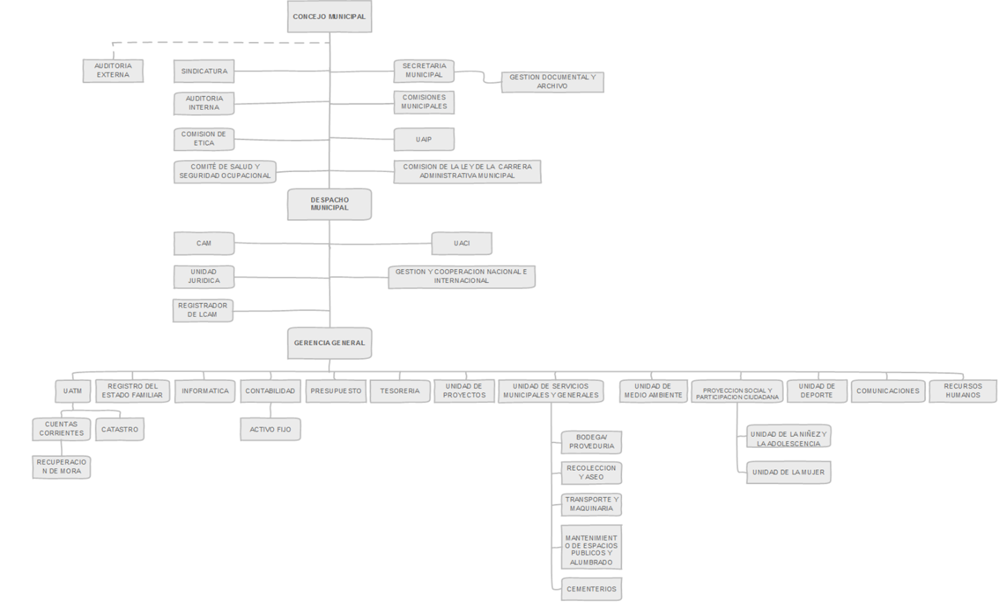 CONCEJO MUNICIPAL
AUDITORIA
EXTERNA
SINDICATURA
SECRETARIA
MUNICIPAL
GESTION DOCUMENTAL Y
ARCHIVO
AUDITORIA
INTERNA
COMISIONES
MUNICIPALES
COMISION DE
ETICA
UAIP
COMITÉ DE SALUD Y
SEGURIDAD OCUPACIONAL
COMISION DE LA LEY DE LA CARRERA
ADMINISTRATIVA MUNICIPAL
DESPACHO
MUNICIPAL
CAM
UACI
UNIDAD
JURIDICA
GESTION Y COOPERACION NACIONAL E
INTERNACIONAL
REGISTRADOR
DE LCAM
GERENCIA GENERAL
UATM
REGISTRO DEL
ESTADO FAMILIAR
INFORMATICA
CONTABILIDAD
PRESUPUESTO
TESORERIA
UNIDAD DE
PROYECTOS
UNIDAD DE SERVICIOS
MUNICIPALES Y GENERALES
UNIDAD DE
MEDIO AMBIENTE
PROYECCION SOCIAL Y
PARTICIPACION CIUDADANA
UNIDAD DE
DEPORTE
COMUNICACIONES
RECURSOS
HUMANOS
CUENTAS
CORRIENTES
CATASTRO
ACTIVO FIJO
RECUPERACIO
N DE MORA
BODEGA/
PROVEDURIA
RECOLECCION
Y ASEO
TRANSPORTE Y
MAQUINARIA
MANTENIMIENT
O DE ESPACIOS
PUBLICOS Y
ALUMBRADO
CEMENTERIOS
UNIDAD DE LA NIÑEZ Y
LA ADOLESCENCIA
UNIDAD DE LA MUJER